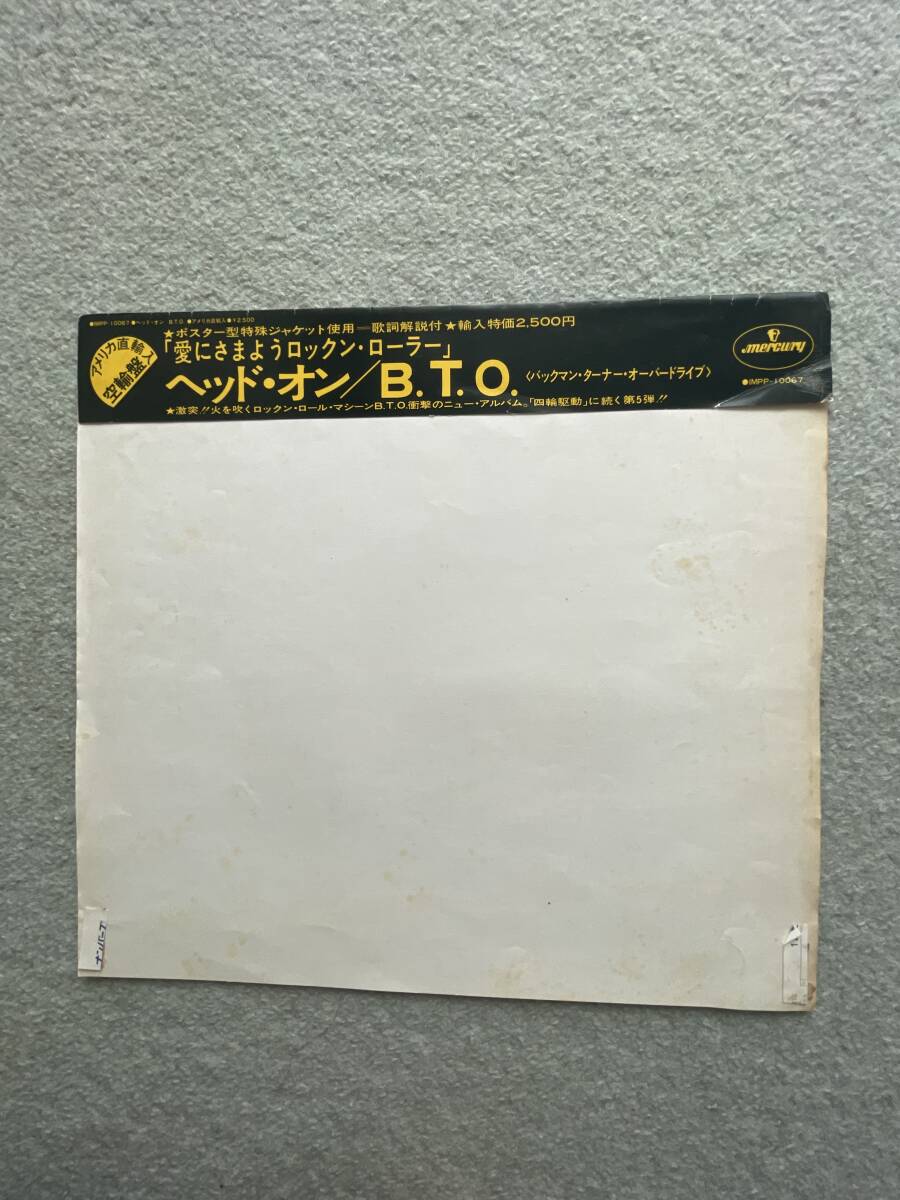 ●IMPP-10067●ヘッド・オン B.T.O. ●アメリカ直輸入●¥2,500
★ポスター型特殊ジャケット使用━歌詞解説付★輸入特価2,500円
アメリカ直輸入
空輸盤
「愛にさまようロックン・ローラー」
ヘッド・オン/B.T.O.〈バックマン・ターナー・オーバードライブ〉
★激突!!火を吹くロックン・ロール・マシーンB.T.O.衝撃のニュー・アルバム。「四輪駆動」に続く第5弾!!
mercury
●IMPP-10067